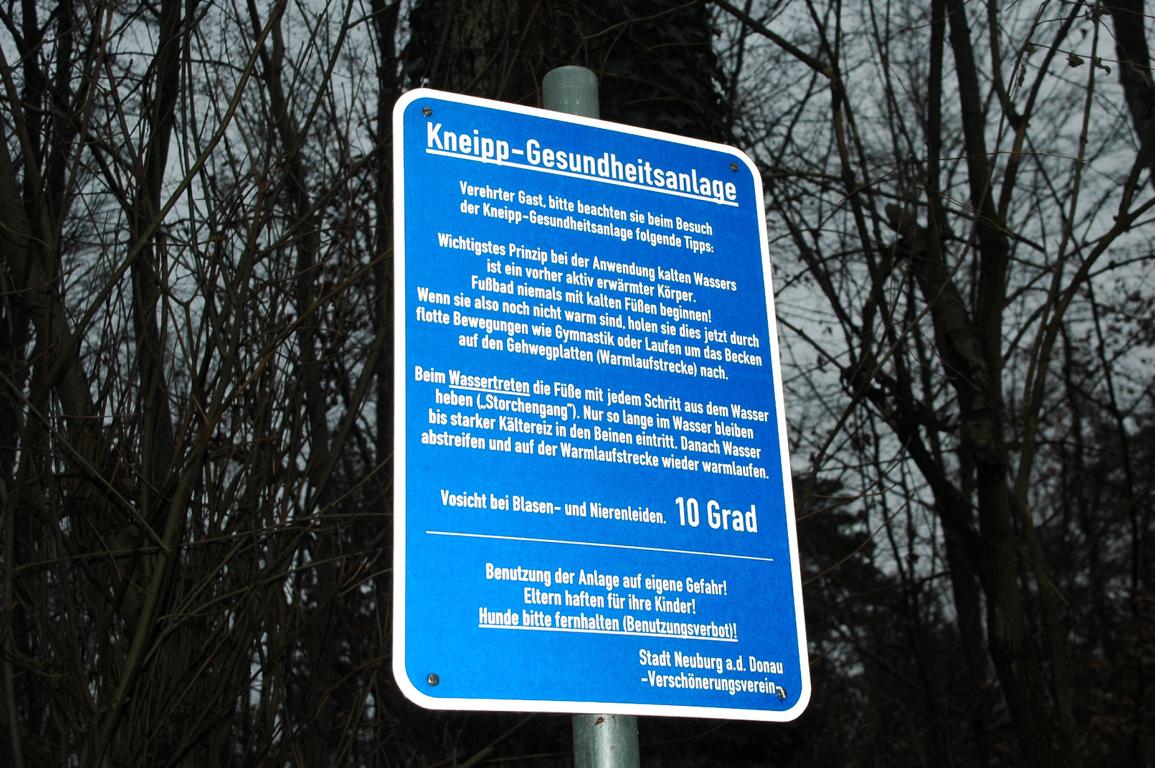 Kneipp-Gesundheitsanlage
Verehrter Gast, bitte beachten sie beim Besuch
der Kneipp-Gesundheitsanlage folgende Tipps:
Wichtigstes Prinzip bei der Anwendung kalten Wassers
ist ein vorher aktiv erwärmter Körper.
Fußbad niemals mit kalten Füßen beginnen!
Wenn sie also noch nicht warm sind, holen sie dies jetzt durch
flotte Bewegungen wie Gymnastik oder Laufen um das Becken
auf den Gehwegplatten (Warmlaufstrecke) nach.
Beim Wassertreten die Füße mit jedem Schritt aus dem Wasser
heben („Storchengang"). Nur so lange im Wasser bleiben
bis starker Kältereiz in den Beinen eintritt. Danach Wasser
abstreifen und auf der Warmlaufstrecke wieder warmlaufen.
Vosicht bei Blasen- und Nierenleiden. 10 Grad
Benutzung der Anlage auf eigene Gefahr!
Eltern haften für ihre Kinder!
Hunde bitte fernhalten (Benutzungsverbot)!
Stadt Neuburg a.d. Donau
-Verschönerungsverein-